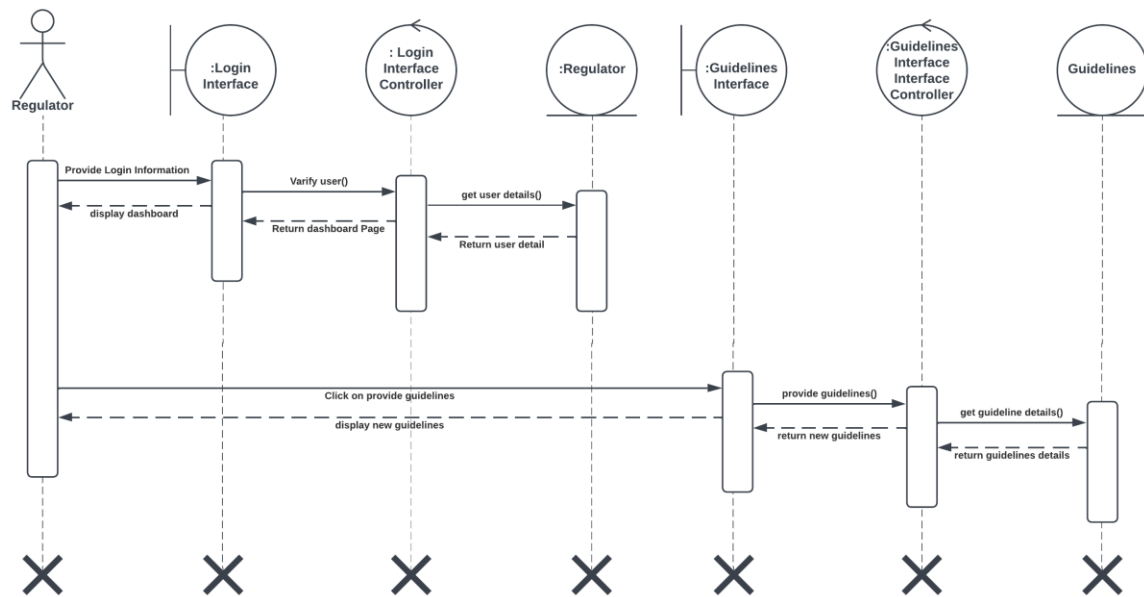 Regulator
:Login
Interface
: Login
Interface
Controller
:Regulator
:Guidelines
Interface
:Guidelines
Interface
Interface
Controller
Guidelines
Provide Login Information
Varify user()
get user details()
display dashboard
Return dashboard Page
Return user detail
Click on provide guidelines
provide guidelines()
get guideline details()
display new guidelines
return new guidelines
return guidelines details